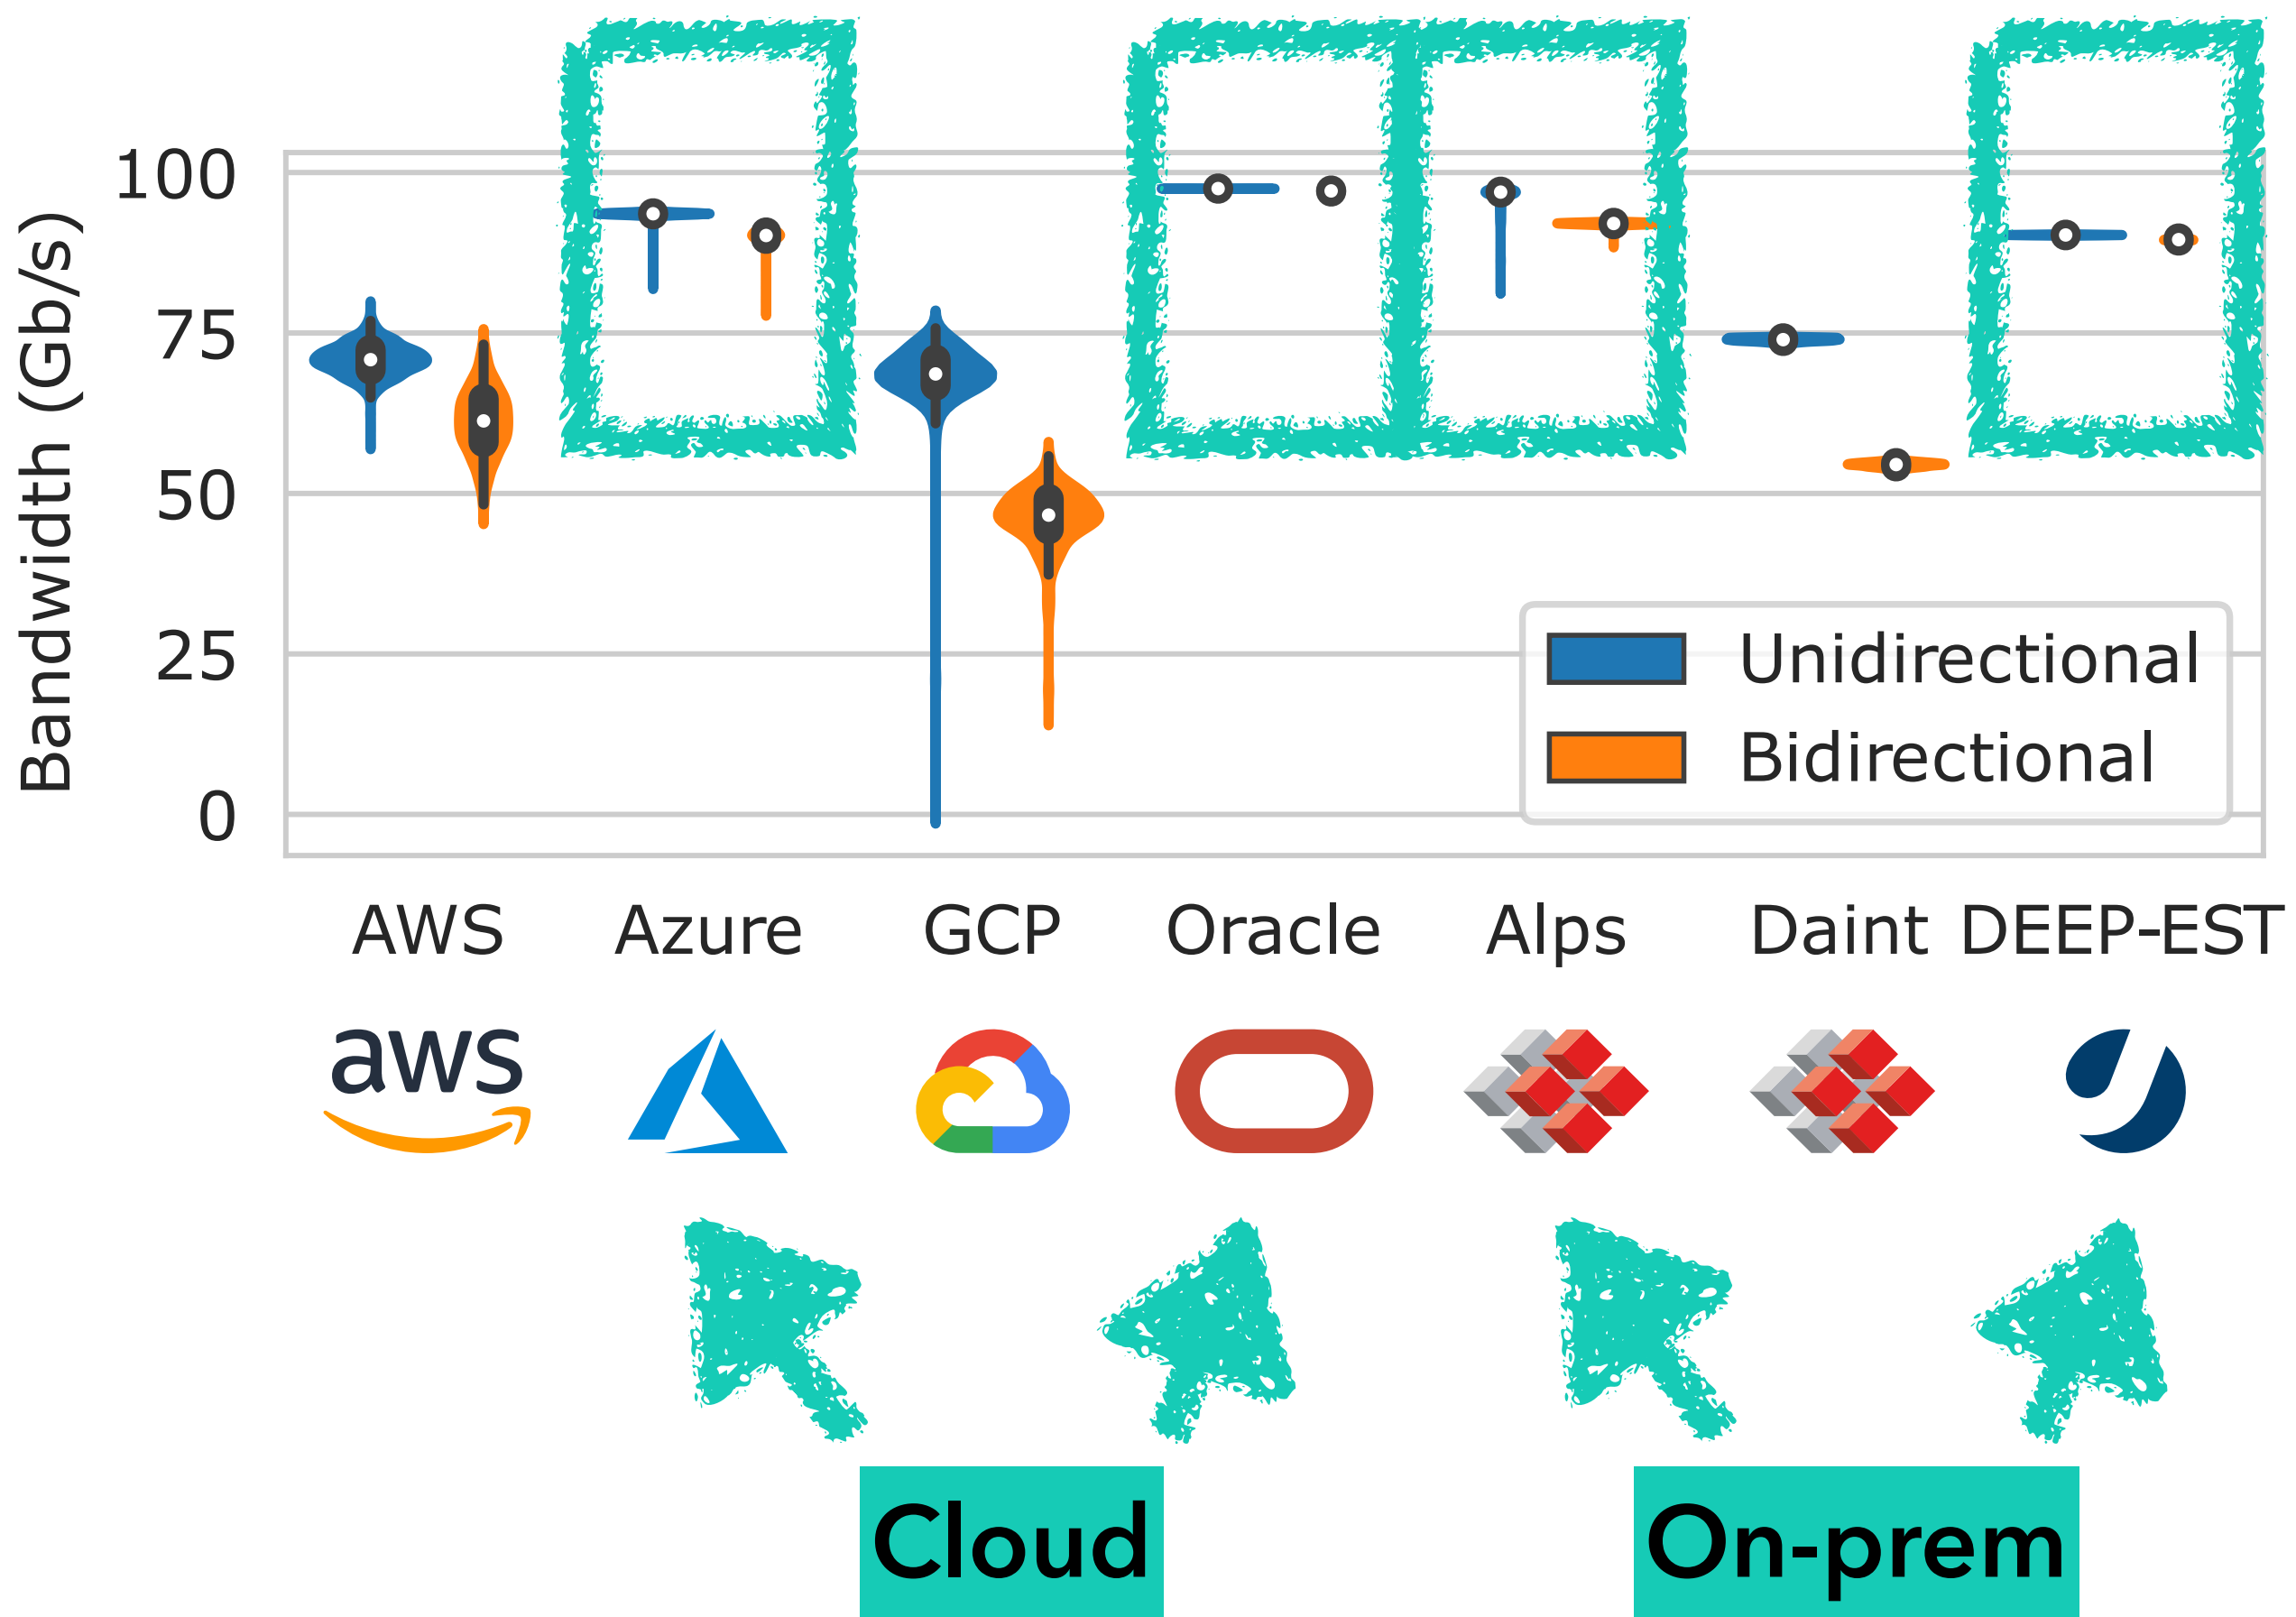 Bandwidth (Gb/s)
100
75
50
25
0
Unidirectional
Bidirectional
AWS Azure GCP Oracle Alps Daint DEEP-EST
aws
Cloud On-prem